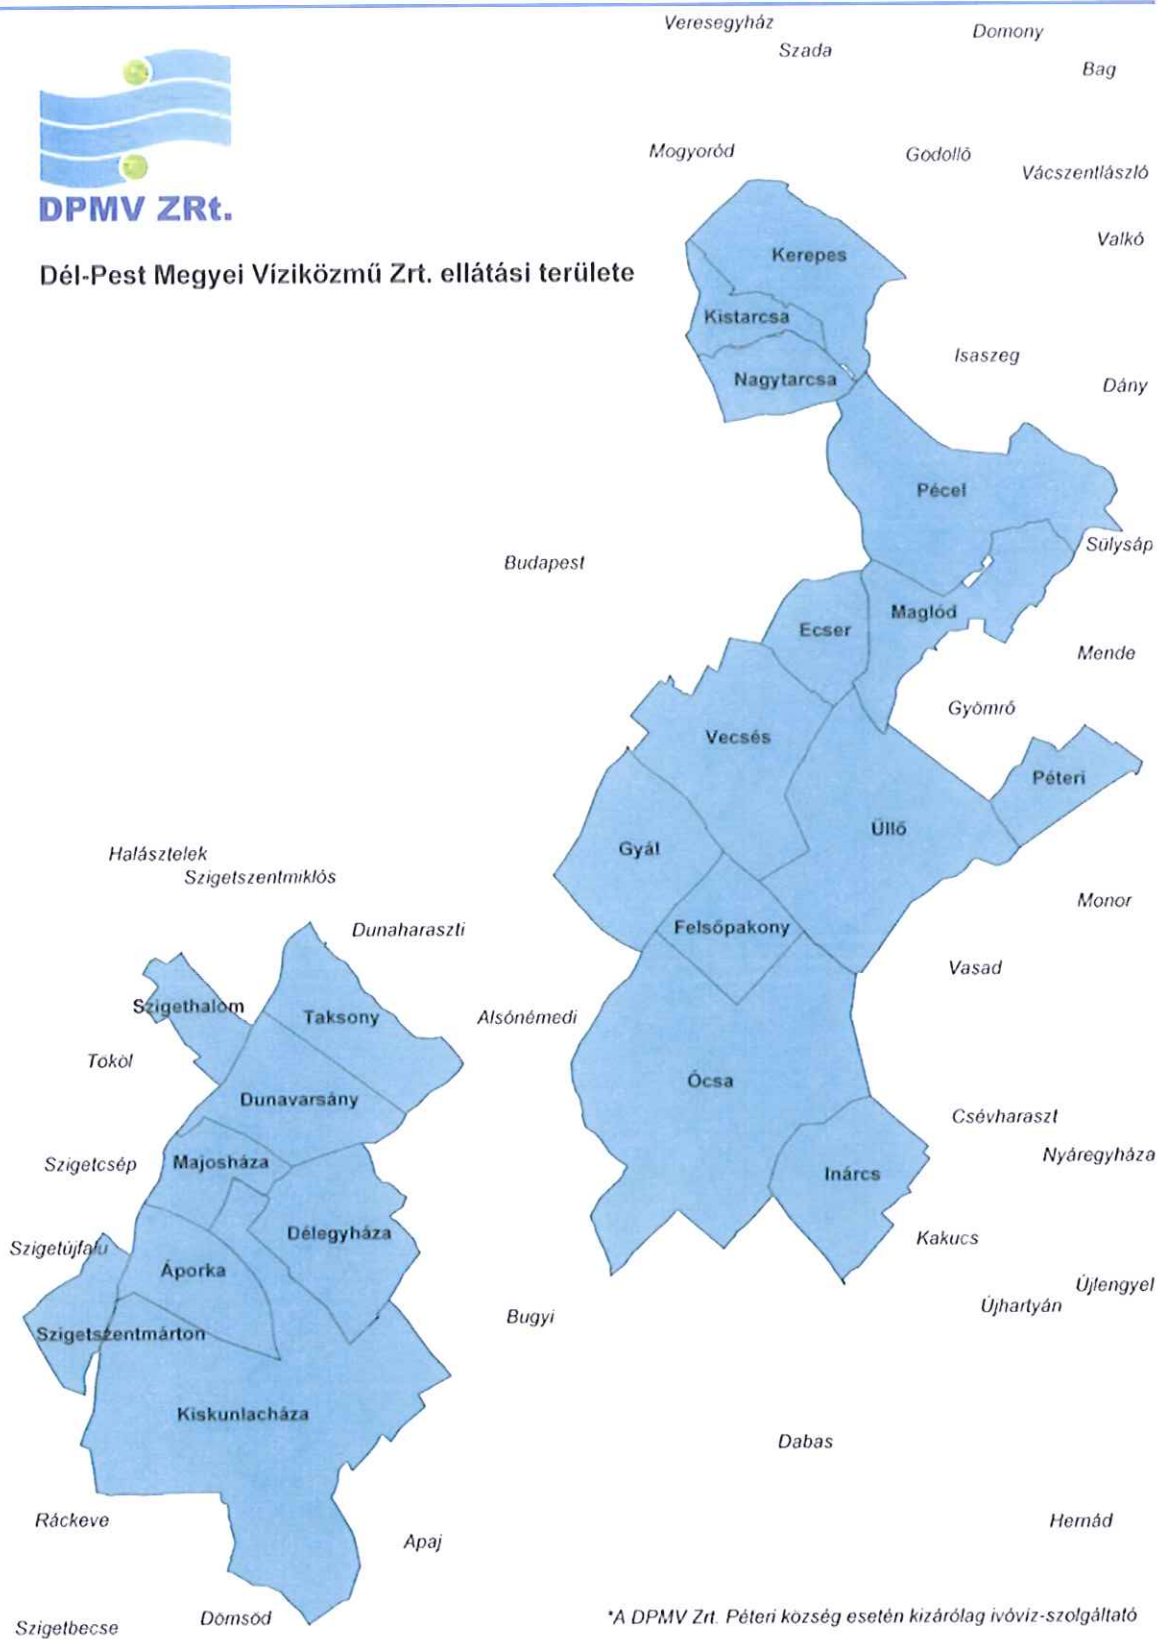 Veresegyház
Szada
Domony
Bag
DPMV ZRt.
Mogyoród
Gödöllő
Vácszentlászló
Valkó
Dél-Pest Megyei Víziközmű Zrt. ellátási területe
Kerepes
Kistarcsa
Isaszeg
Nagytarcsa
Dány
Pécel
Budapest
Sülysáp
Maglód
Ecser
Mende
Gyömrő
Vecsés
Péteri
Üllő
Gyál
Halásztelek
Szigetszentmiklós
Monor
Dunaharaszti
Felsőpakony
Vasad
Szigethalom
Taksony
Alsónémedi
Tököl
Ócsa
Dunavarsány
Csévharaszt
Nyáregyháza
Szigetcsép
Majosháza
Inárcs
Délegyháza
Kakucs
Szigetújfalu
Áporka
Újlengyel
Újhartyán
Bugyi
Szigetszentmárton
Kiskunlacháza
Dabas
Ráckeve
Hernád
Apaj
Dömsöd
Szigetbecse
*A DPMV Zrt. Péteri község esetén kizárólag ivóvíz-szolgáltató